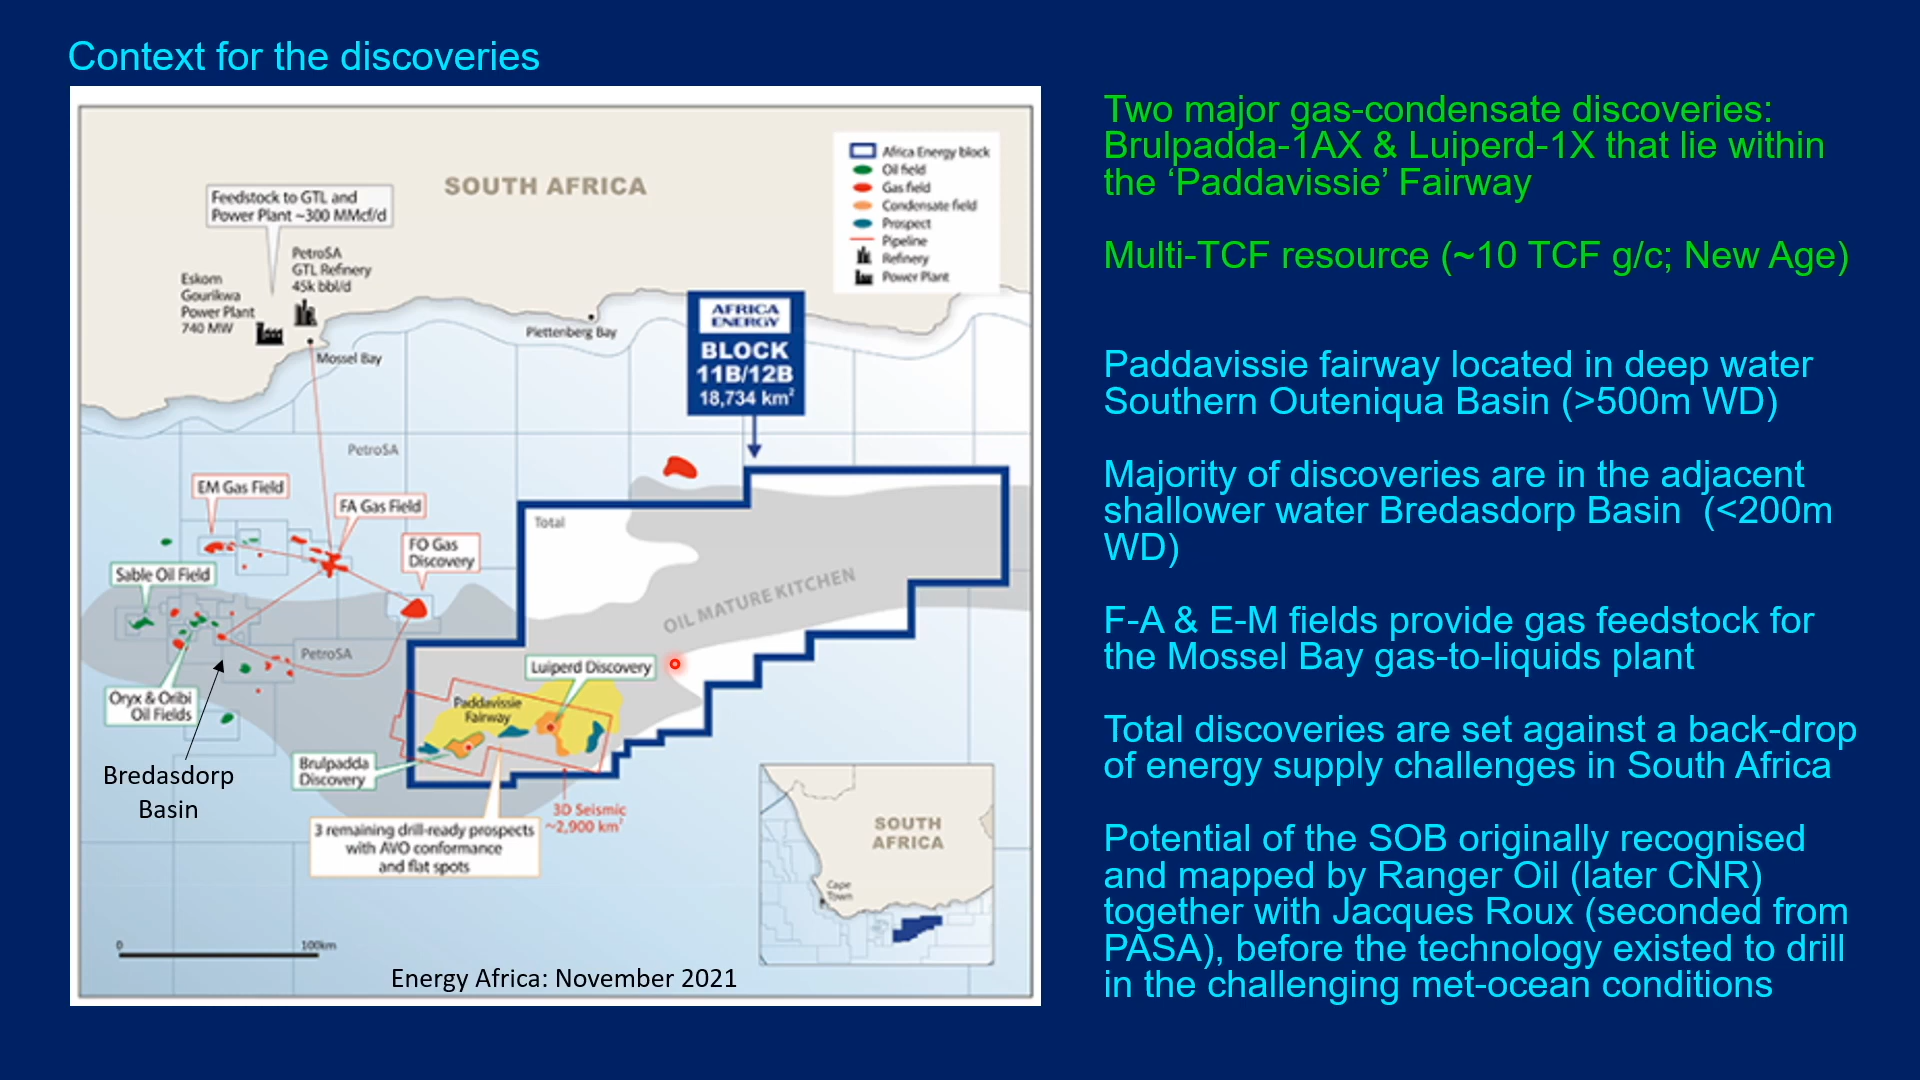 Context for the discoveries
SOUTH AFRICA
Africa Energy block
Oil field
Gas field
Condensate field
Prospect
Pipeline
Refinery
Power Plant
Feedstock to GTL and
Power Plant ~300 MMcf/d
PetroSA
GTL Refinery
45k bbl/d
Eskom
Gourikwa
Power Plant
740 MW
Mossel Bay
Plettenberg Bay
AFRICA
ENERGY
BLOCK
11B/12B
18,734 km²
PetroSA
EM Gas Field
FA Gas Field
Total
FO Gas
Discovery
Sable Oil Field
OIL MATURE KITCHEN
PetroSA
Luiperd Discovery
Oryx & Oribi
Oil Fields
Paddavissie
Fairway
Brulpadda
Discovery
Bredasdorp
Basin
3D Seismic
~2,900 km²
3 remaining drill-ready prospects
with AVO conformance
and flat spots
SOUTH
AFRICA
Cape
Town
0 100km
Energy Africa: November 2021
Two major gas-condensate discoveries:
Brulpadda-1AX & Luiperd-1X that lie within
the ‘Paddavissie’ Fairway
Multi-TCF resource (~10 TCF g/c; New Age)
Paddavissie fairway located in deep water
Southern Outeniqua Basin (>500m WD)
Majority of discoveries are in the adjacent
shallower water Bredasdorp Basin (<200m
WD)
F-A & E-M fields provide gas feedstock for
the Mossel Bay gas-to-liquids plant
Total discoveries are set against a back-drop
of energy supply challenges in South Africa
Potential of the SOB originally recognised
and mapped by Ranger Oil (later CNR)
together with Jacques Roux (seconded from
PASA), before the technology existed to drill
in the challenging met-ocean conditions